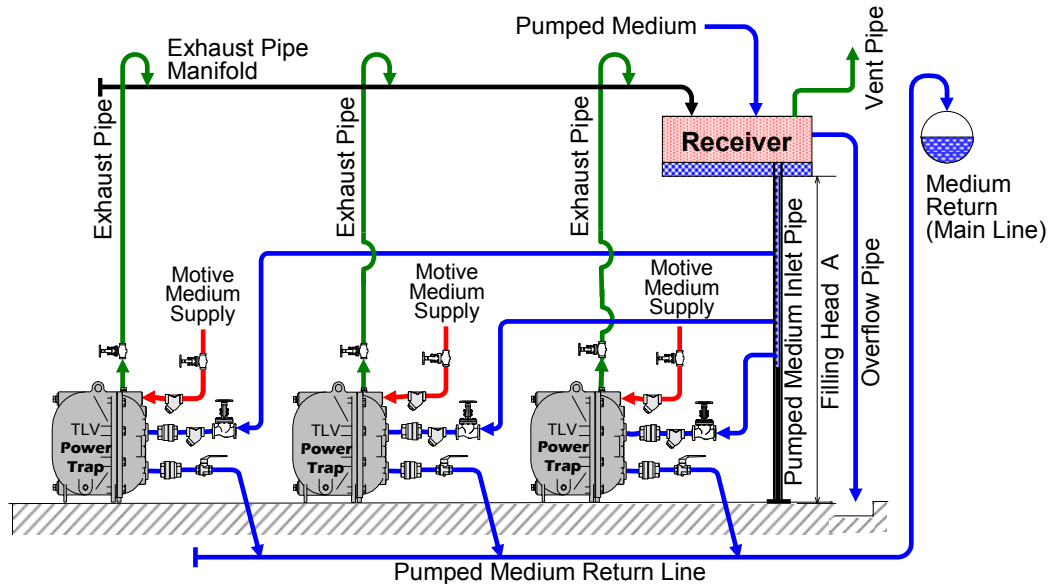 Exhaust Pipe
Manifold
Pumped Medium
Vent Pipe
Exhaust Pipe
Exhaust Pipe
Exhaust Pipe
Receiver
Medium
Return
(Main Line)
Motive
Medium
Supply
Motive
Medium
Supply
Motive
Medium
Supply
Pumped Medium Inlet Pipe
Filling Head A
Overflow Pipe
TLV
Power
Trap
TLV
Power
Trap
TLV
Power
Trap
Pumped Medium Return Line